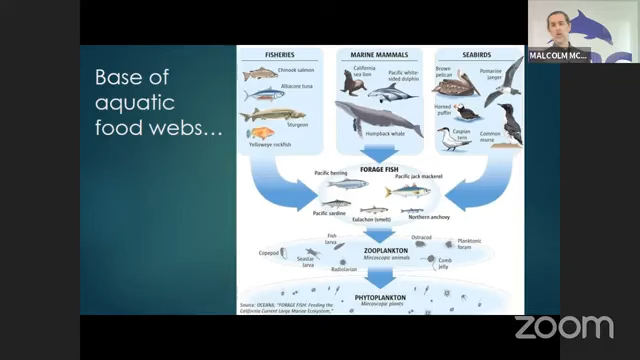 Base of
aquatic
food webs...
FISHERIES
Chinook salmon
Albacore tuna
Sturgeon
Yelloweye rockfish
MARINE MAMMALS
California
sea lion
Pacific white-
sided dolphin
Humpback whale
SEABIRDS
Brown
pelican
Pomarine
jaeger
Horned
puffin
Caspian
tern
Common
murre
FORAGE FISH
Pacific herring
Pacific jack mackerel
Pacific sardine
Eulachon (smelt)
Northern anchovy
ZOOPLANKTON
Microscopic animals
Copepod
Fish
larva
Seastar
larva
Radiolarian
Ostracod
Planktonic
foram
Comb
jelly
PHYTOPLANKTON
Microscopic plants
Source: OCEANA, "FORAGE FISH: Feeding the
California Current Large Marine Ecosystem,"
MALCOLM MC...
zoom